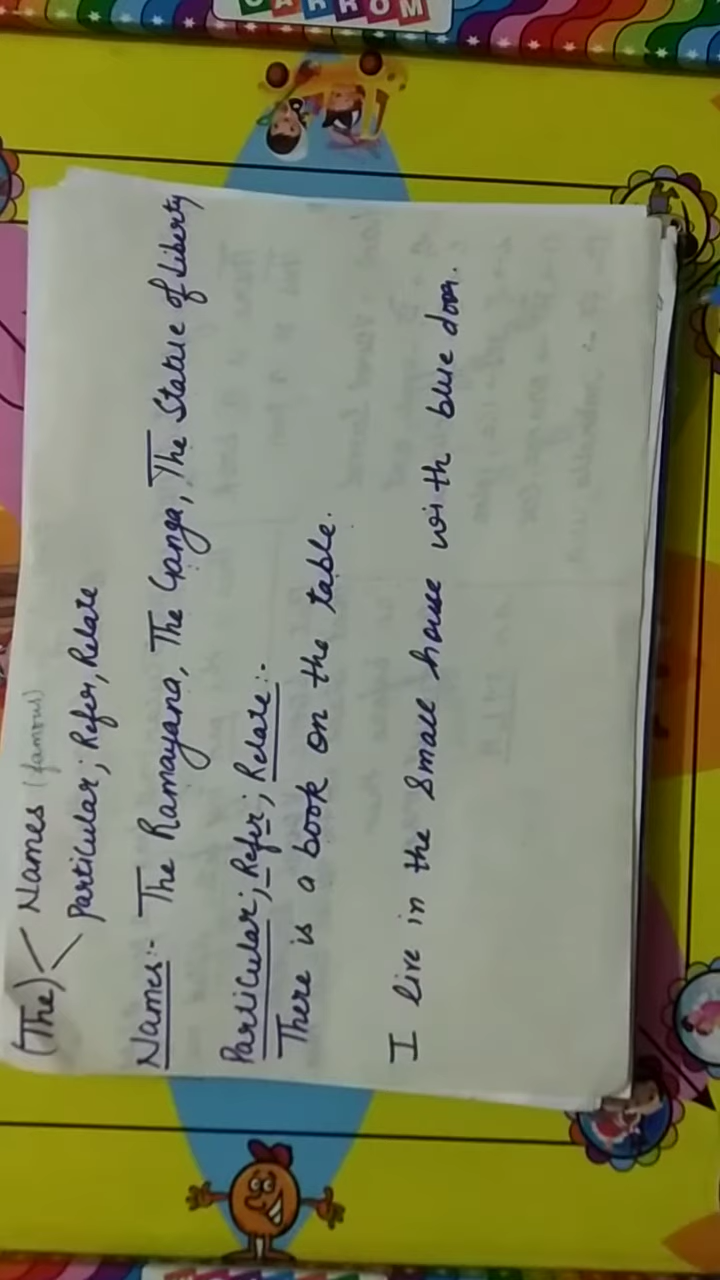 CARROM
(The) Names (famous)
Particular; Refer, Relate
Names:- The Ramayana, The Ganga, The Statue of Liberty
Particular; Refer; Relate:-
There is a book on the table.
I live in the small house with blue door.